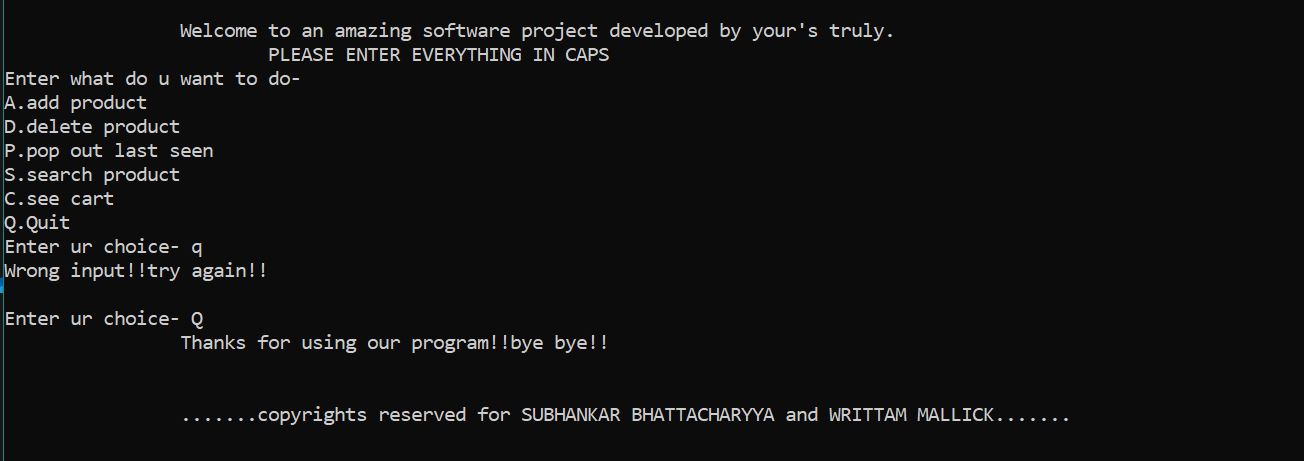 Welcome to an amazing software project developed by your's truly.
PLEASE ENTER EVERYTHING IN CAPS
Enter what do u want to do-
A.add product
D.delete product
P.pop out last seen
S.search product
C.see cart
Q.Quit
Enter ur choice- q
Wrong input!!try again!!
Enter ur choice- Q
Thanks for using our program!!bye bye!!
.......copyrights reserved for SUBHANKAR BHATTACHARYYA and WRITTAM MALLICK.......